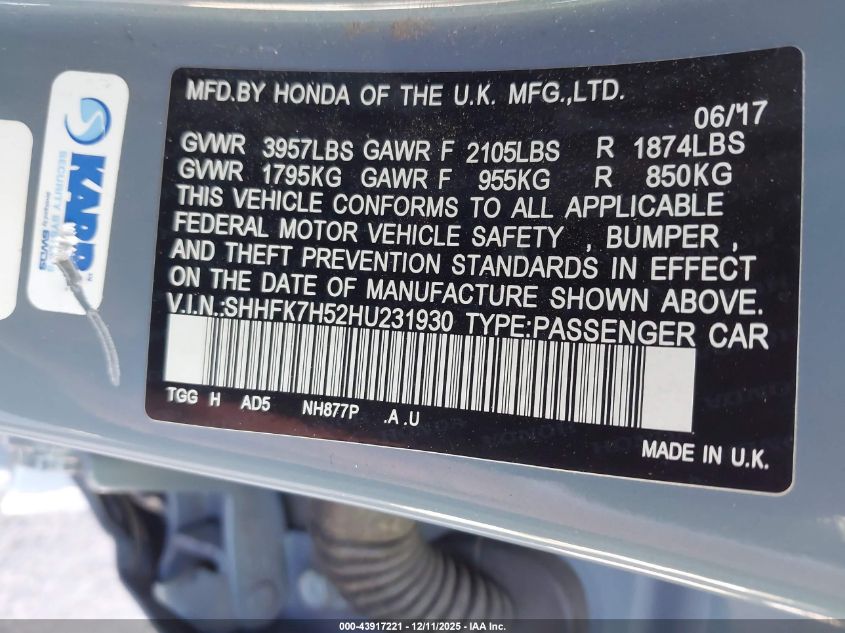 MFD.BY HONDA OF THE U.K. MFG.,LTD.
06/17
GVWR 3957LBS GAWR F 2105LBS R 1874LBS
GVWR 1795KG GAWR F 955KG R 850KG
THIS VEHICLE CONFORMS TO ALL APPLICABLE
FEDERAL MOTOR VEHICLE SAFETY , BUMPER ,
AND THEFT PREVENTION STANDARDS IN EFFECT
ON THE DATE OF MANUFACTURE SHOWN ABOVE.
V.I.N.:SHHFK7H52HU231930 TYPE:PASSENGER CAR
TGG H AD5 NH877P .A .U
MADE IN U.K.
KARR
SECURITY
SWDS
000-43917221 - 12/11/2025 - IAA Inc.